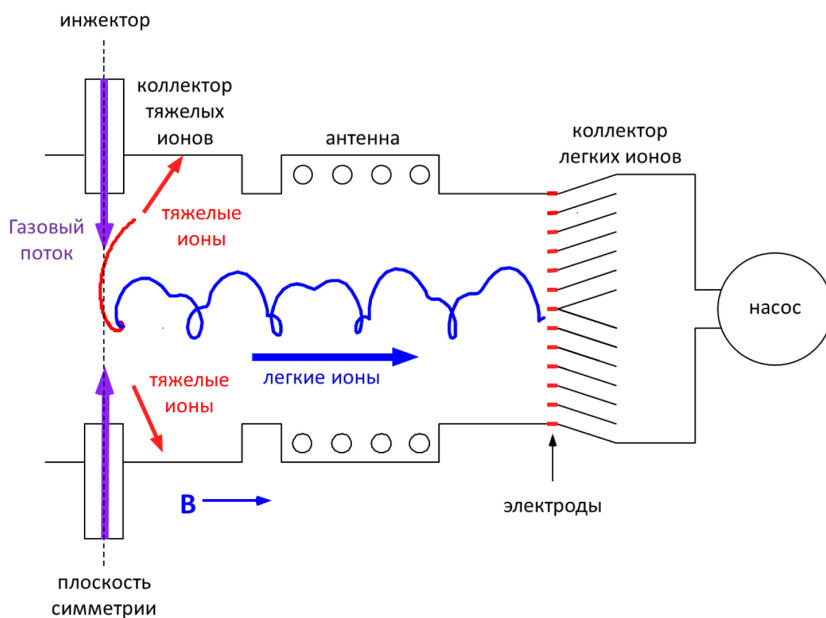 инжектор
коллектор
тяжелых
ионов
антенна
коллектор
легких ионов
тяжелые
ионы
Газовый
поток
насос
тяжелые
ионы
легкие ионы
B
электроды
плоскость
симметрии